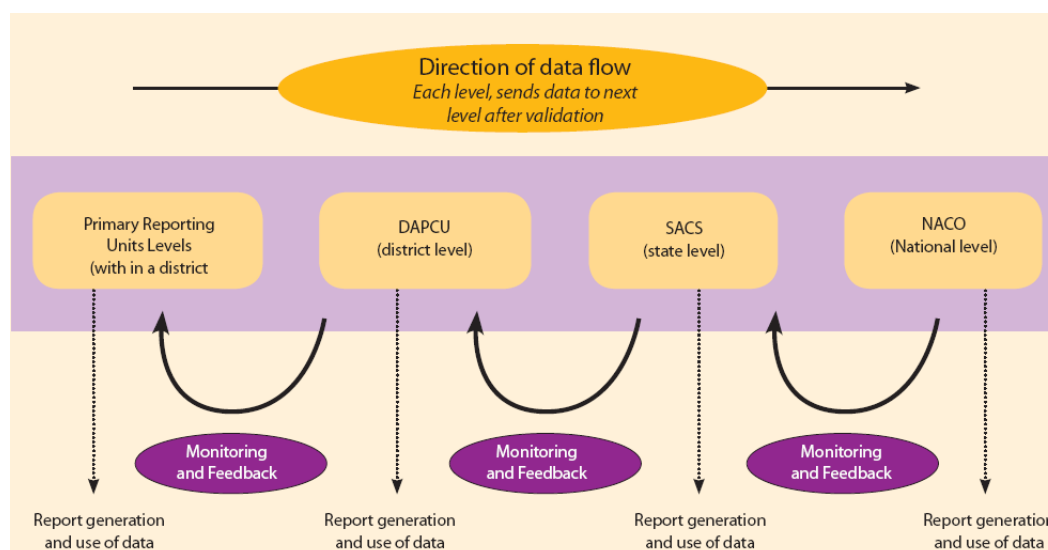 Direction of data flow
Each level, sends data to next
level after validation
Primary Reporting
Units Levels
(with in a district
DAPCU
(district level)
SACS
(state level)
NACO
(National level)
Monitoring
and Feedback
Monitoring
and Feedback
Monitoring
and Feedback
Report generation
and use of data
Report generation
and use of data
Report generation
and use of data
Report generation
and use of data